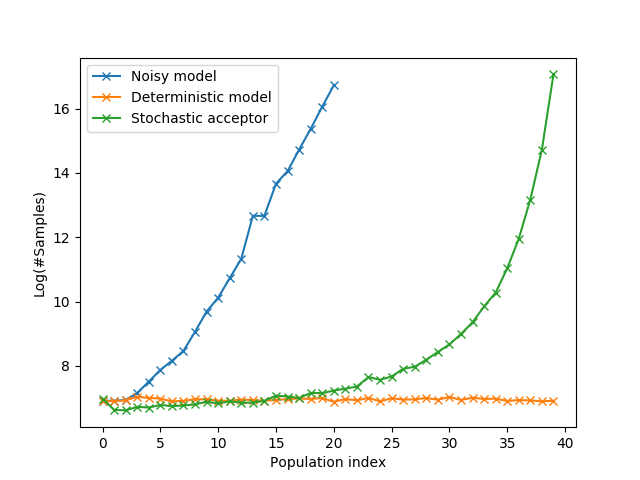 Noisy model
Deterministic model
Stochastic acceptor
16
14
12
10
8
Log(#Samples)
0 5 10 15 20 25 30 35 40
Population index